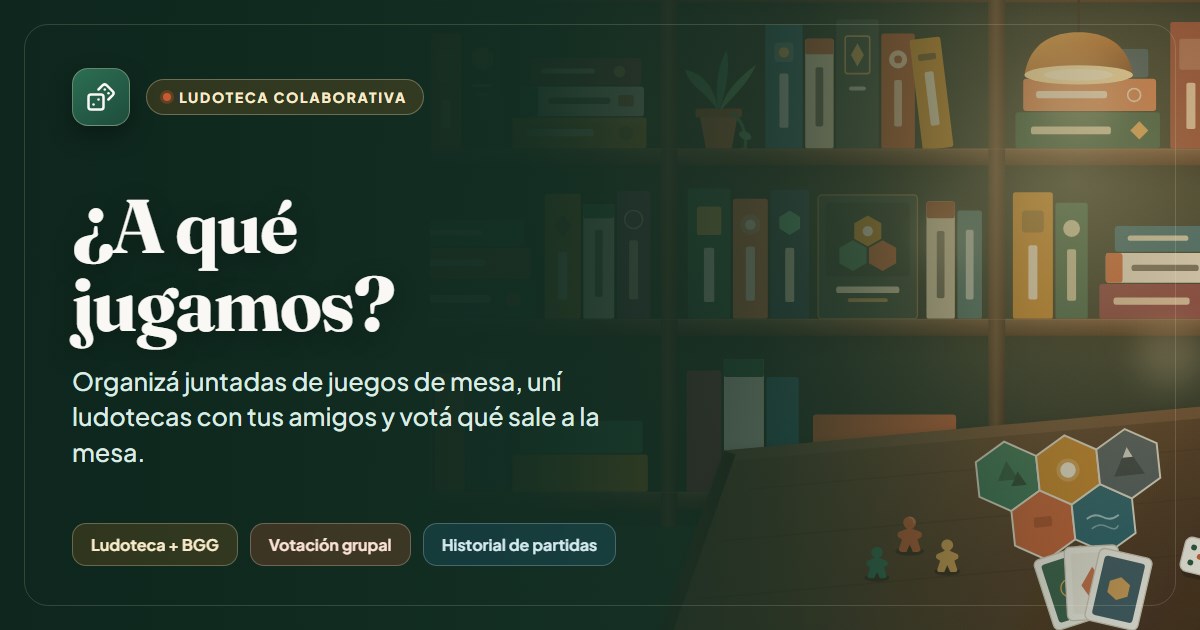 LUDOTECA COLABORATIVA
¿A qué
jugamos?
Organizá juntadas de juegos de mesa, uní
ludotecas con tus amigos y votá qué sale a la
mesa.
Ludoteca + BGG
Votación grupal
Historial de partidas